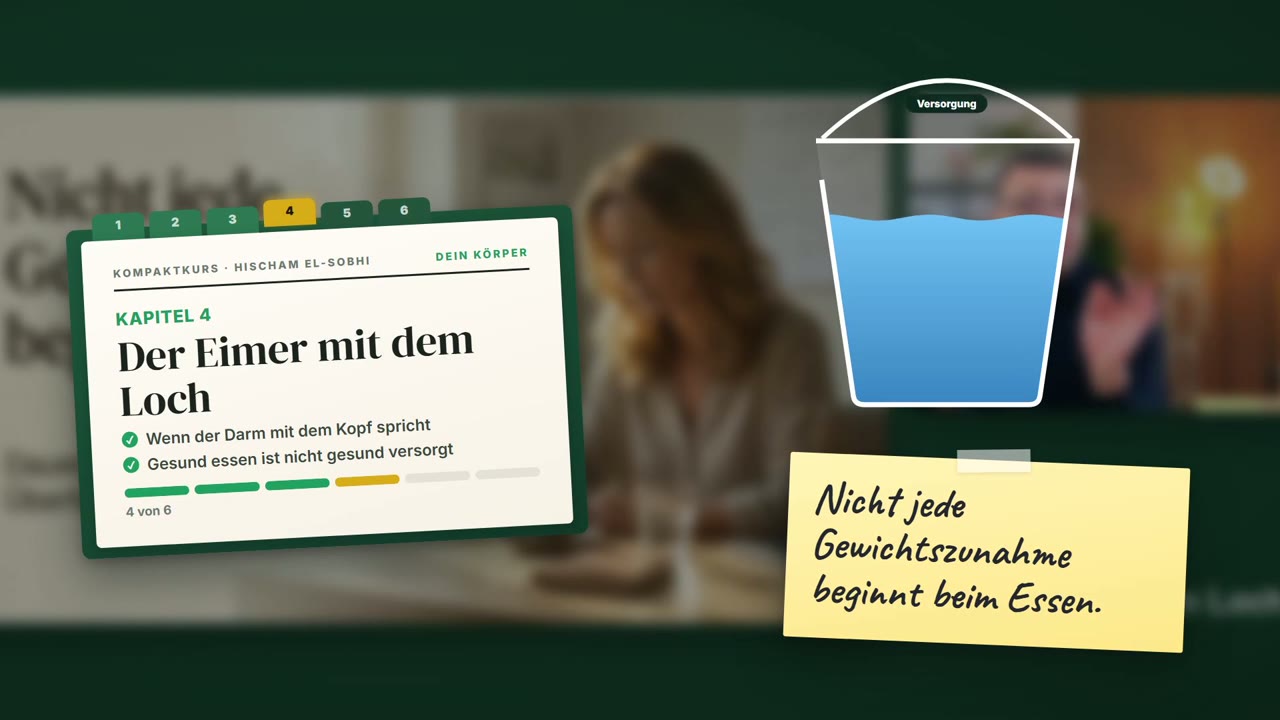 1 2 3 4 5 6
KOMPAKTKURS · HISCHAM EL-SOBHI
DEIN KÖRPER
KAPITEL 4
Der Eimer mit dem
Loch
Wenn der Darm mit dem Kopf spricht
Gesund essen ist nicht gesund versorgt
4 von 6
Versorgung
Nicht jede
Gewichtszunahme
beginnt beim Essen.